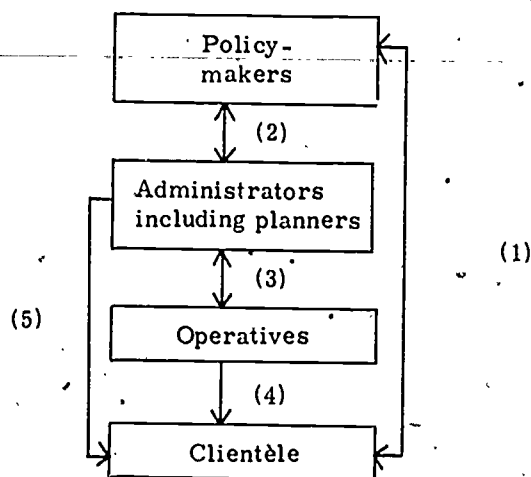 Policy-
makers
(2)
Administrators
including planners
(1)
(3)
(5)
Operatives
(4)
Clientèle